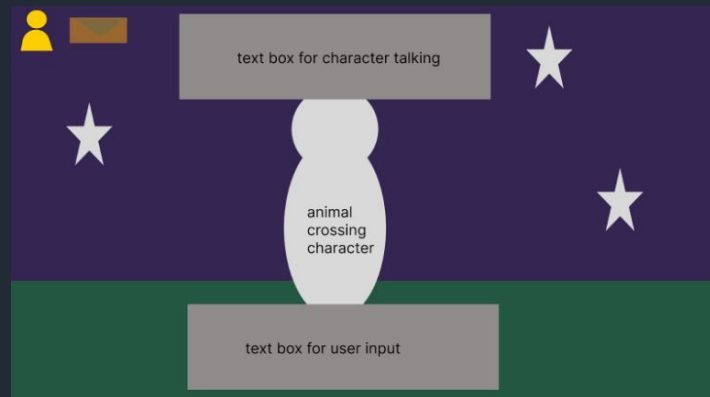 text box for character talking
animal
crossing
character
text box for user input